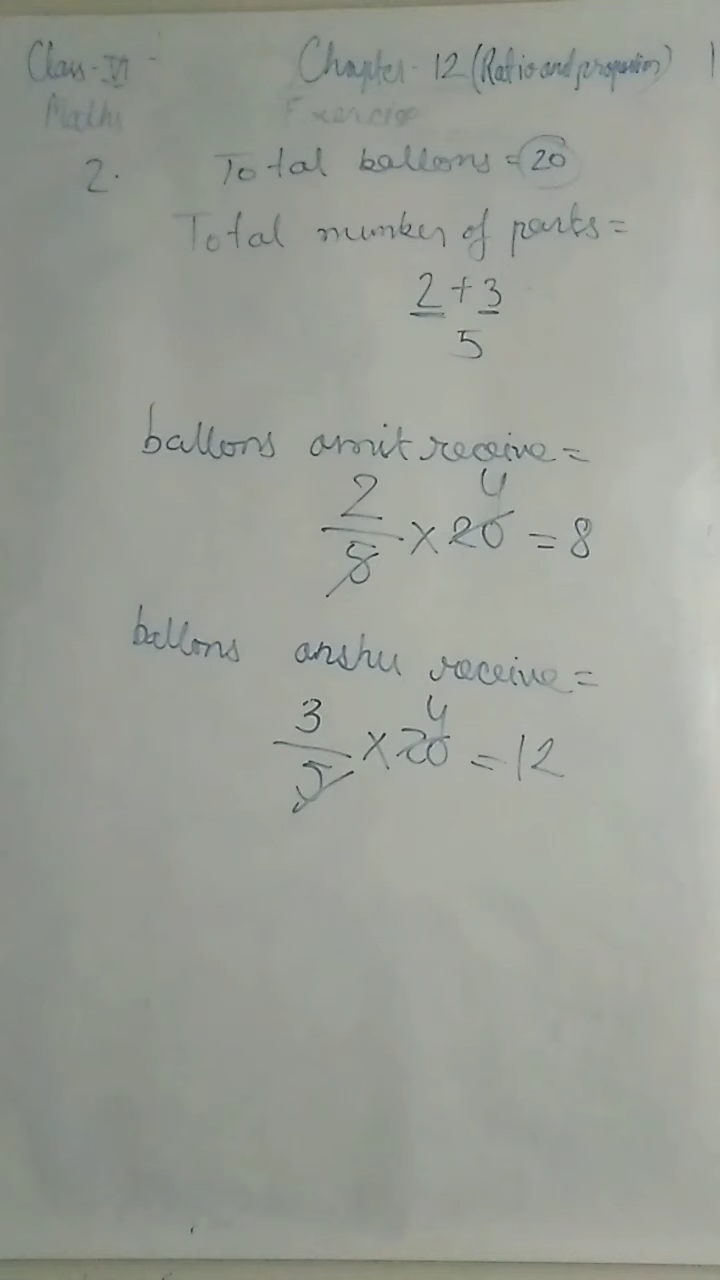 Class-VI Chapter-12 (Ratio and proportion) 1
Maths Exercise
2. Total ballons = 20
Total number of parts =
2 + 3
5
ballons amit receive =
4
2/5 × 20 = 8
ballons anshu receive =
4
3/5 × 20 = 12